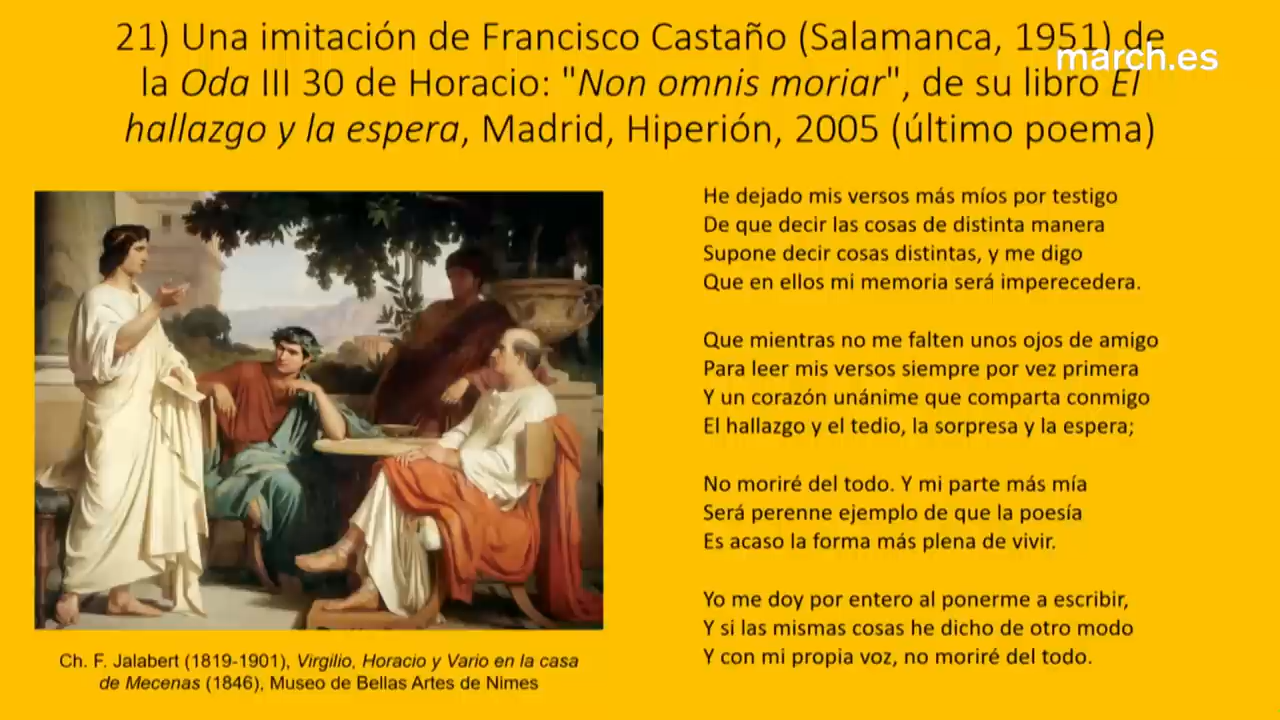 21) Una imitación de Francisco Castaño (Salamanca, 1951) de
march.es
la Oda III 30 de Horacio: "Non omnis moriar", de su libro El
hallazgo y la espera, Madrid, Hiperión, 2005 (último poema)
He dejado mis versos más míos por testigo
De que decir las cosas de distinta manera
Supone decir cosas distintas, y me digo
Que en ellos mi memoria será imperecedera.
Que mientras no me falten unos ojos de amigo
Para leer mis versos siempre por vez primera
Y un corazón unánime que comparta conmigo
El hallazgo y el tedio, la sorpresa y la espera;
No moriré del todo. Y mi parte más mía
Será perenne ejemplo de que la poesía
Es acaso la forma más plena de vivir.
Yo me doy por entero al ponerme a escribir,
Y si las mismas cosas he dicho de otro modo
Y con mi propia voz, no moriré del todo.
Ch. F. Jalabert (1819-1901), Virgilio, Horacio y Vario en la casa
de Mecenas (1846), Museo de Bellas Artes de Nimes